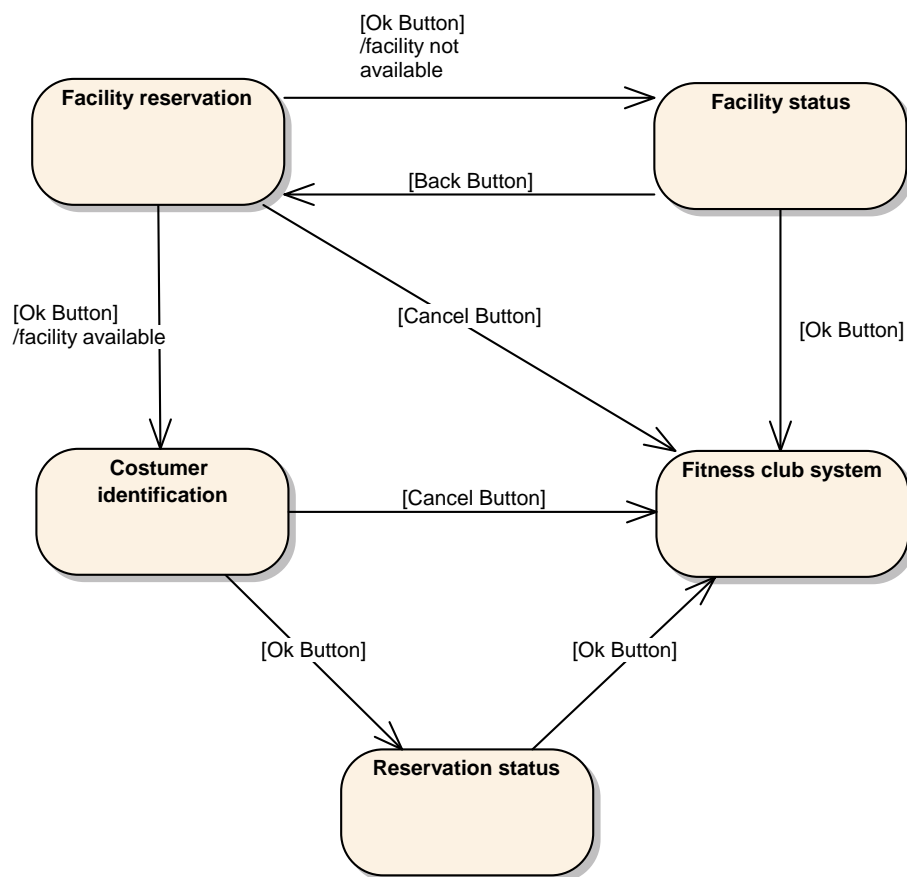 [Ok Button]
/facility not
available
Facility reservation
Facility status
[Back Button]
[Ok Button]
/facility available
[Cancel Button]
[Ok Button]
Costumer
identification
Fitness club system
[Cancel Button]
[Ok Button]
[Ok Button]
Reservation status